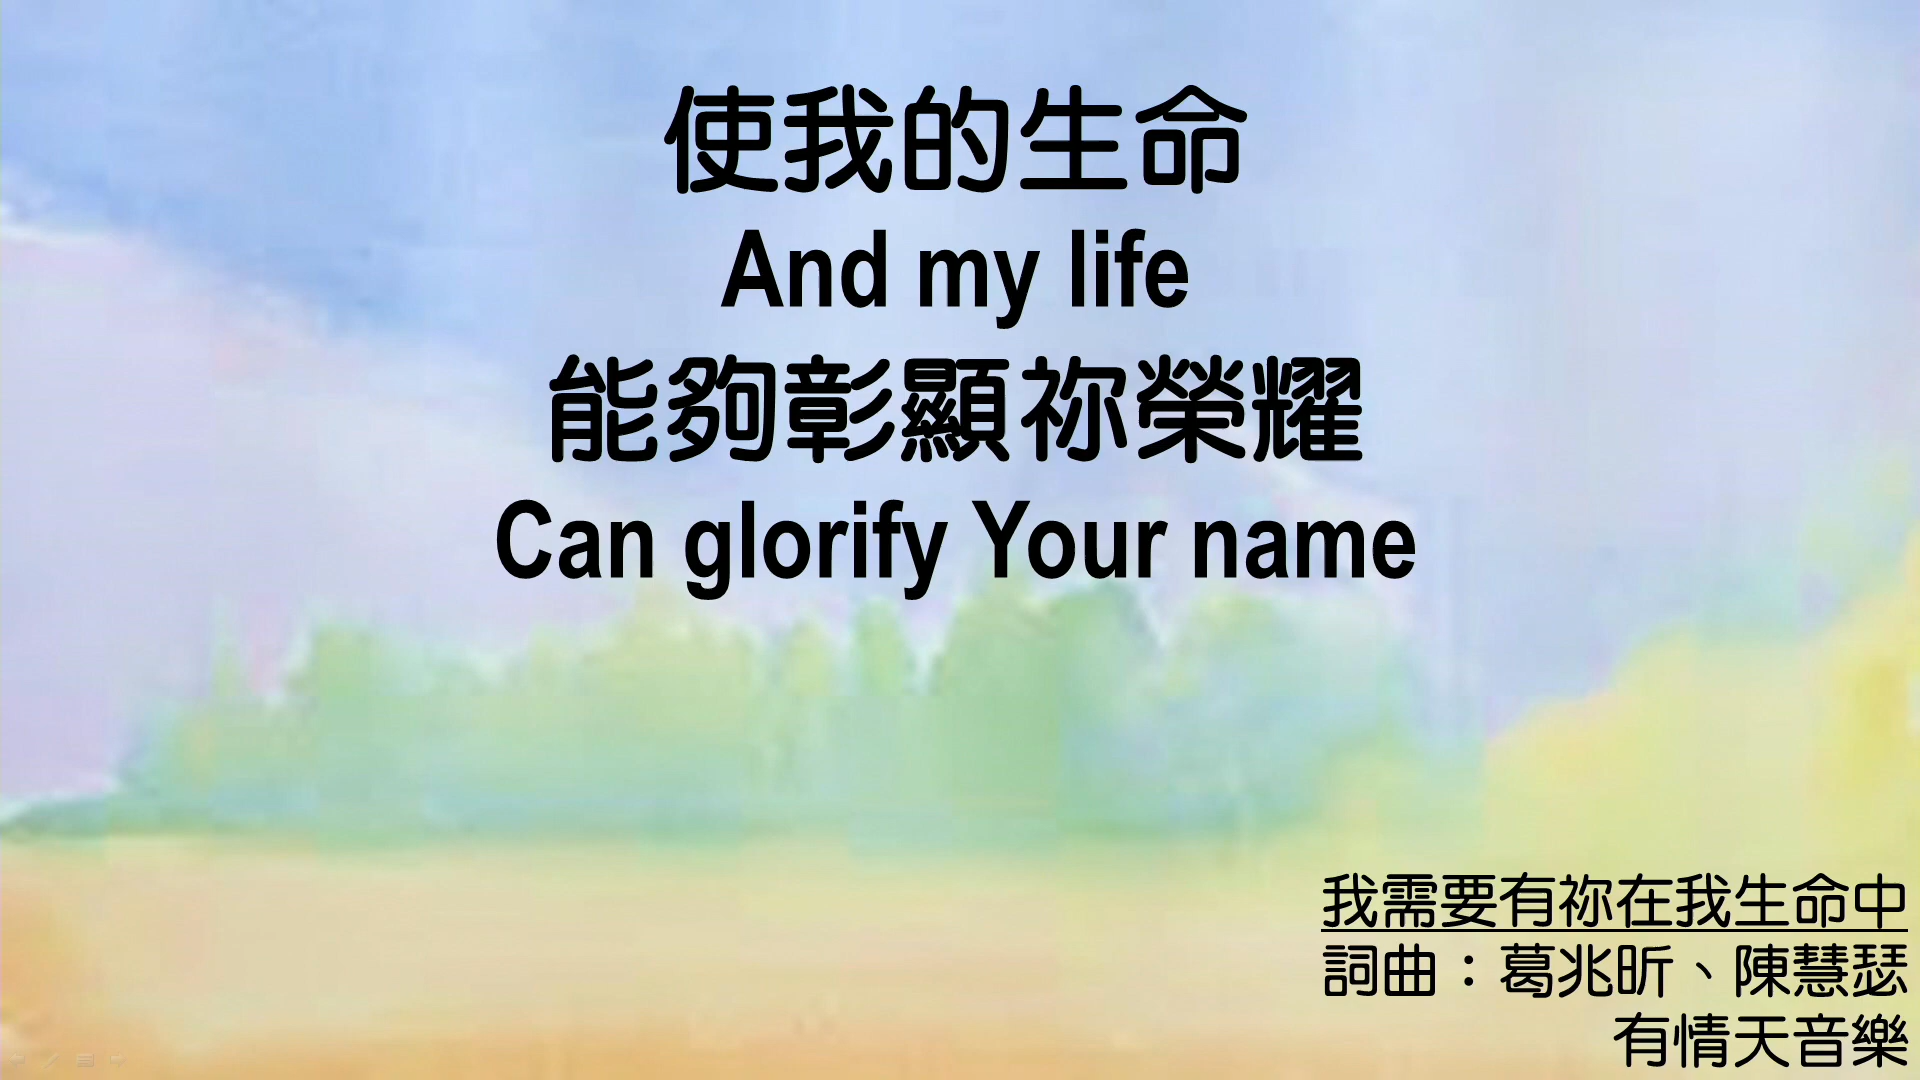 使我的生命
And my life
能夠彰顯祢榮耀
Can glorify Your name
我需要有祢在我生命中
詞曲：葛兆昕、陳慧瑟
有情天音樂